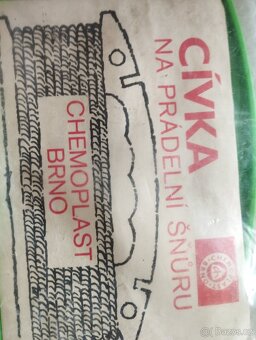 CÍVKA
NA PRÁDELNÍ ŠŇŮRU
CHEMOPLAST
BRNO